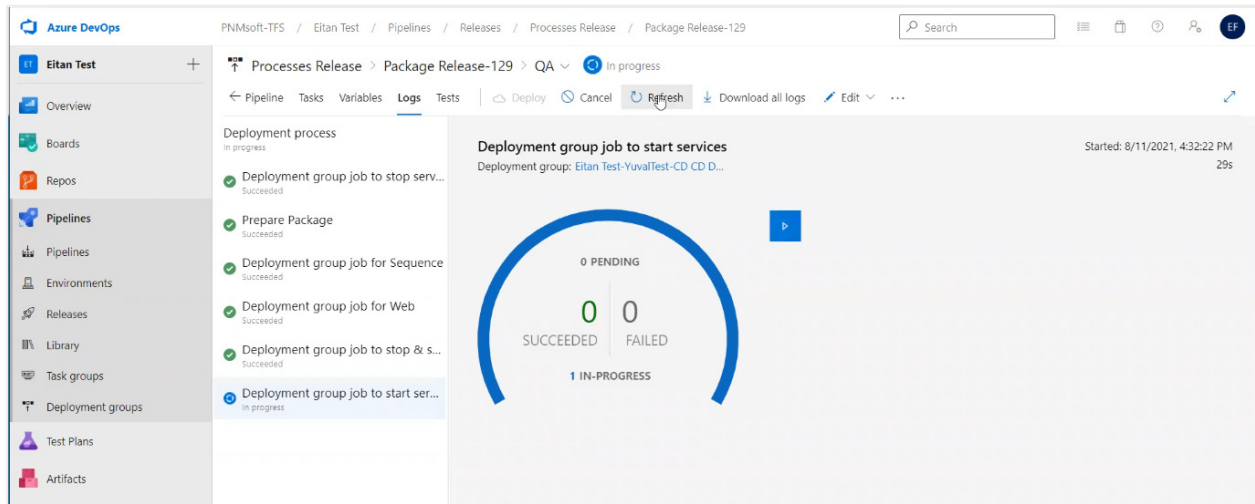 Azure DevOps
PNMsoft-TFS / Eitan Test / Pipelines / Releases / Processes Release / Package Release-129
Search
EF
ET Eitan Test
Processes Release > Package Release-129 > QA In progress
Pipeline Tasks Variables Logs Tests Deploy Cancel Refresh Download all logs Edit ...
Overview
Boards
Repos
Pipelines
Pipelines
Environments
Releases
Library
Task groups
Deployment groups
Test Plans
Artifacts
Deployment process
In progress
Deployment group job to stop serv...
Succeeded
Prepare Package
Succeeded
Deployment group job for Sequence
Succeeded
Deployment group job for Web
Succeeded
Deployment group job to stop & s...
Succeeded
Deployment group job to start ser...
In progress
Deployment group job to start services
Deployment group: Eitan Test-YuvalTest-CD CD D...
Started: 8/11/2021, 4:32:22 PM
29s
0 PENDING
0 0
SUCCEEDED FAILED
1 IN-PROGRESS